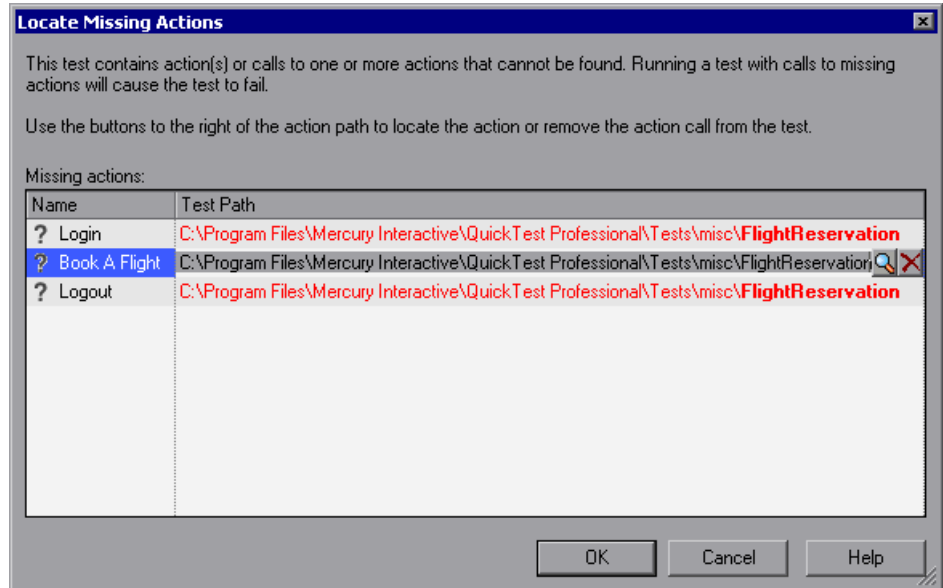 Locate Missing Actions
This test contains action(s) or calls to one or more actions that cannot be found. Running a test with calls to missing
actions will cause the test to fail.
Use the buttons to the right of the action path to locate the action or remove the action call from the test.
Missing actions:
Name Test Path
? Login C:\Program Files\Mercury Interactive\QuickTest Professional\Tests\misc\FlightReservation
? Book A Flight C:\Program Files\Mercury Interactive\QuickTest Professional\Tests\misc\FlightReservation
? Logout C:\Program Files\Mercury Interactive\QuickTest Professional\Tests\misc\FlightReservation
OK Cancel Help